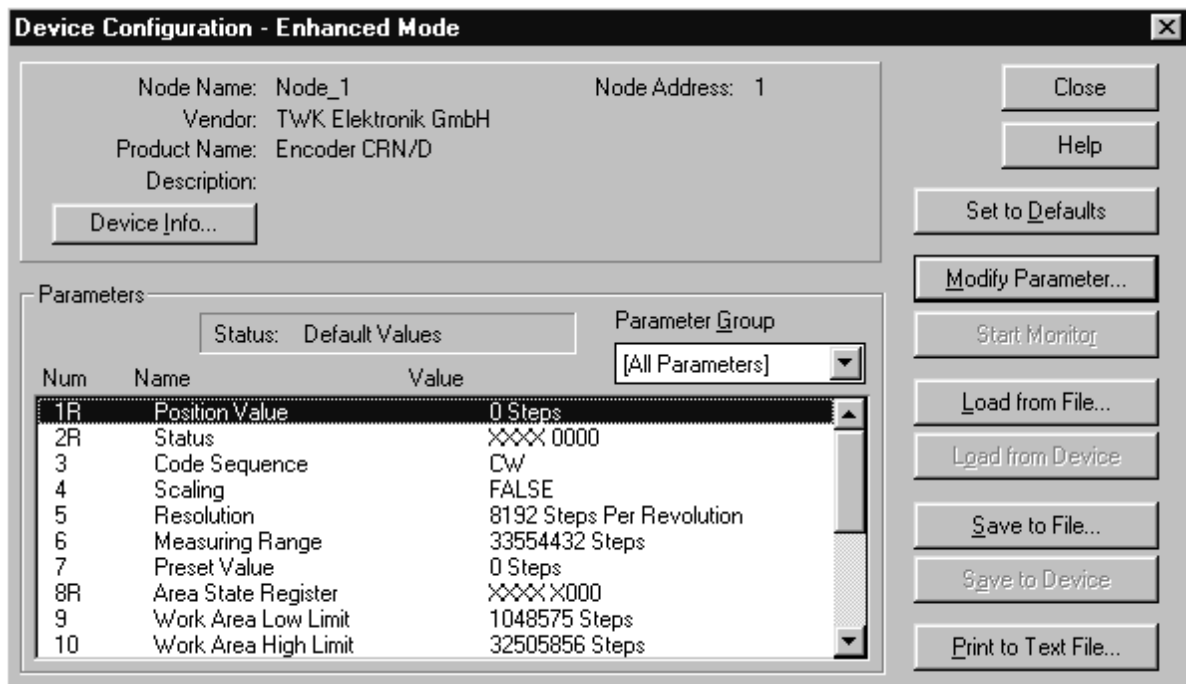 Device Configuration - Enhanced Mode
Node Name: Node_1 Node Address: 1
Vendor: TWK Elektronik GmbH
Product Name: Encoder CRN/D
Description:
Device Info...
Close
Help
Set to Defaults
Modify Parameter...
Start Monitor
Load from File...
Load from Device
Save to File...
Save to Device
Print to Text File...
Parameters
Status: Default Values
Parameter Group
[All Parameters]
Num Name Value
1R Position Value 0 Steps
2R Status XXXX 0000
3 Code Sequence CW
4 Scaling FALSE
5 Resolution 8192 Steps Per Revolution
6 Measuring Range 33554432 Steps
7 Preset Value 0 Steps
8R Area State Register XXXX X000
9 Work Area Low Limit 1048575 Steps
10 Work Area High Limit 32505856 Steps